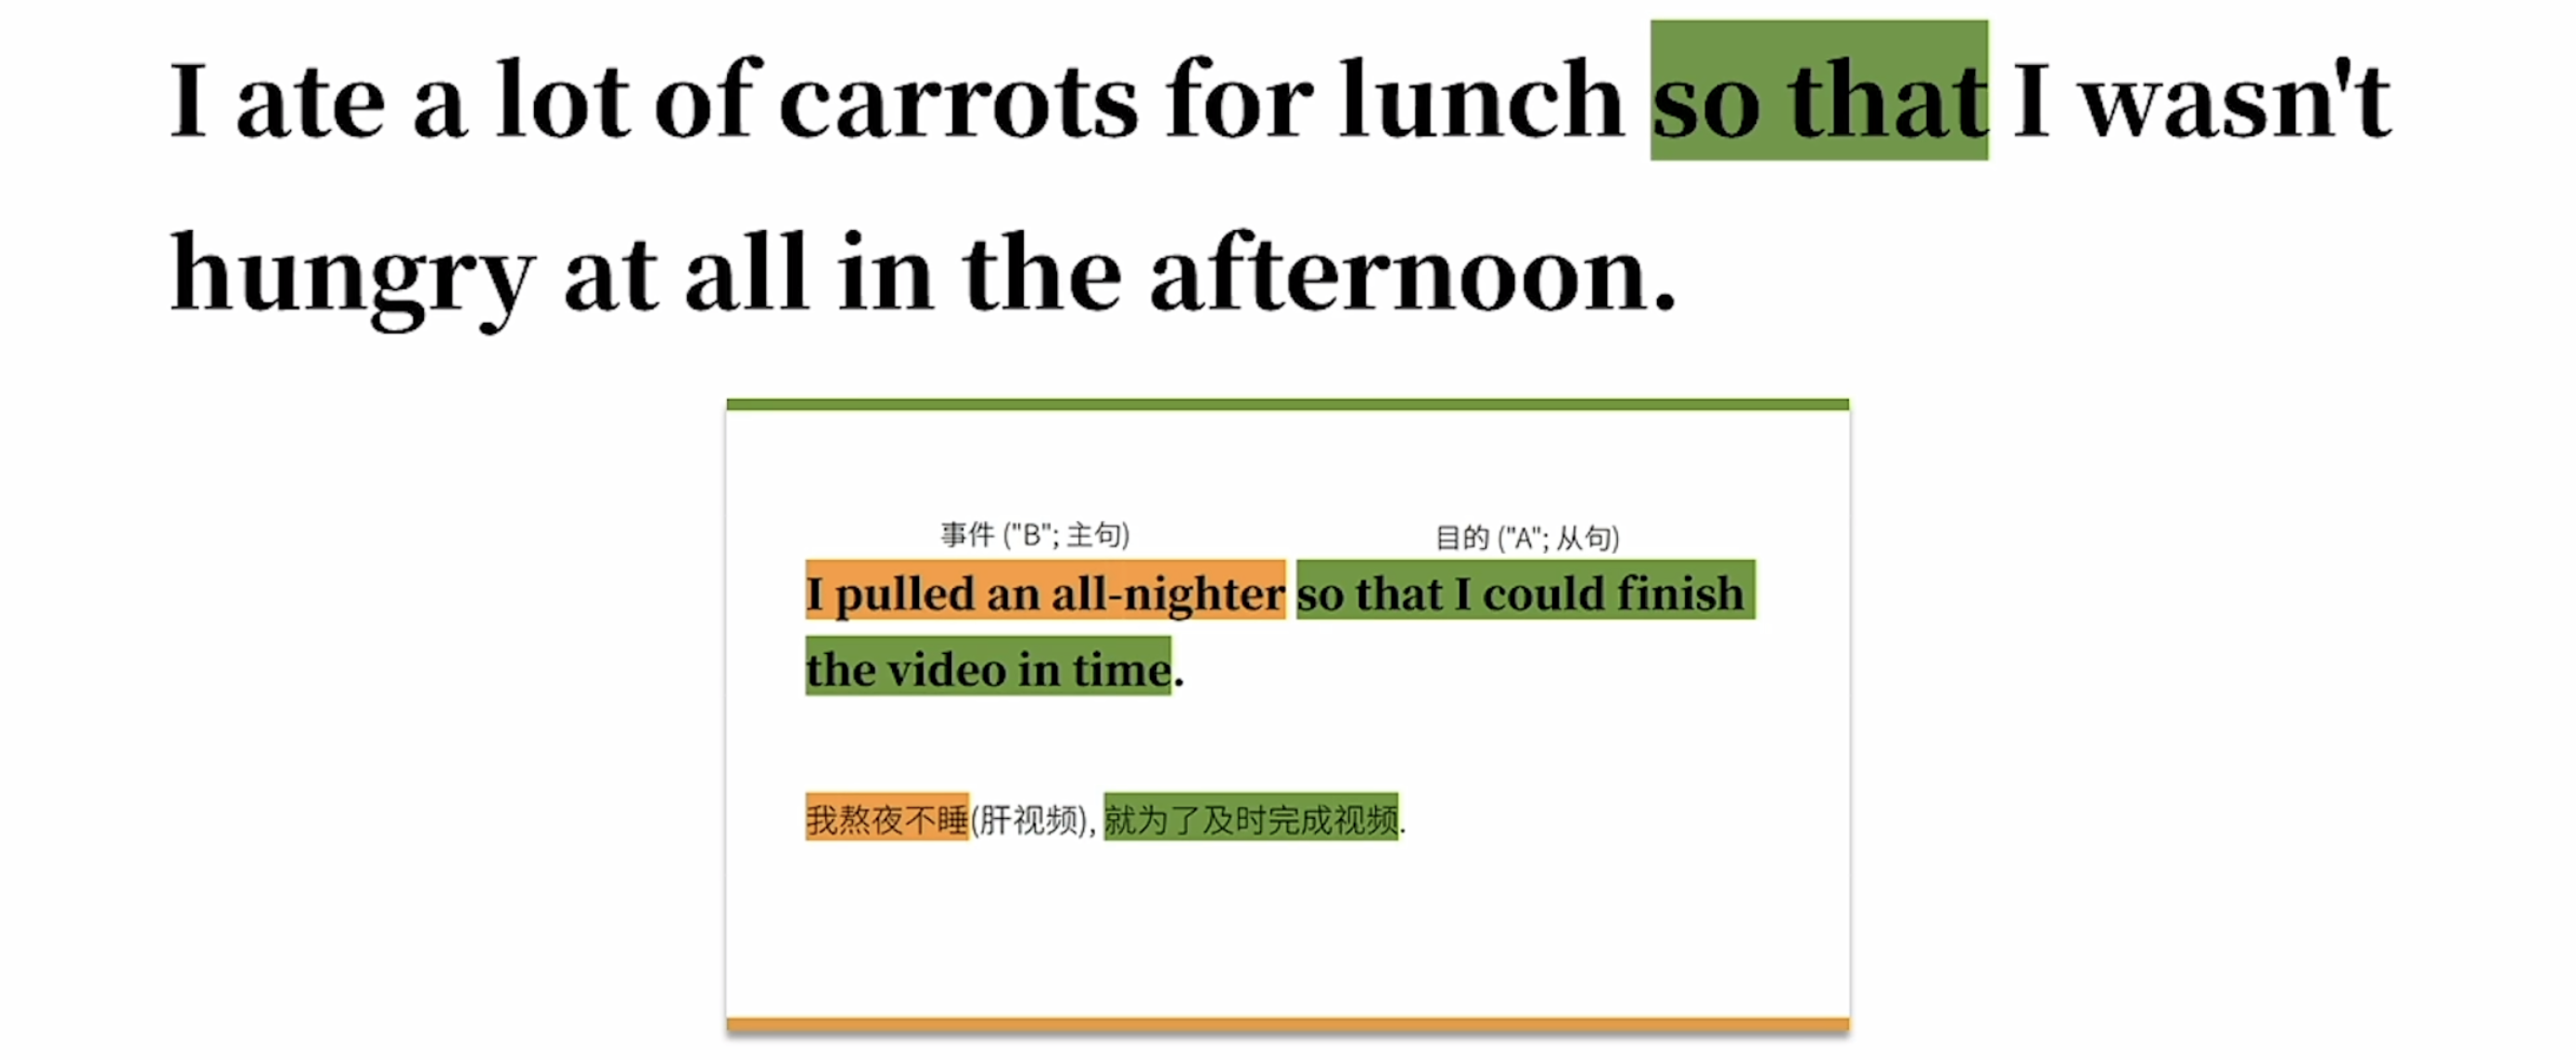 I ate a lot of carrots for lunch so that I wasn't
hungry at all in the afternoon.
事件 ("B"; 主句)
目的 ("A"; 从句)
I pulled an all-nighter so that I could finish
the video in time.
我熬夜不睡(肝视频), 就为了及时完成视频.